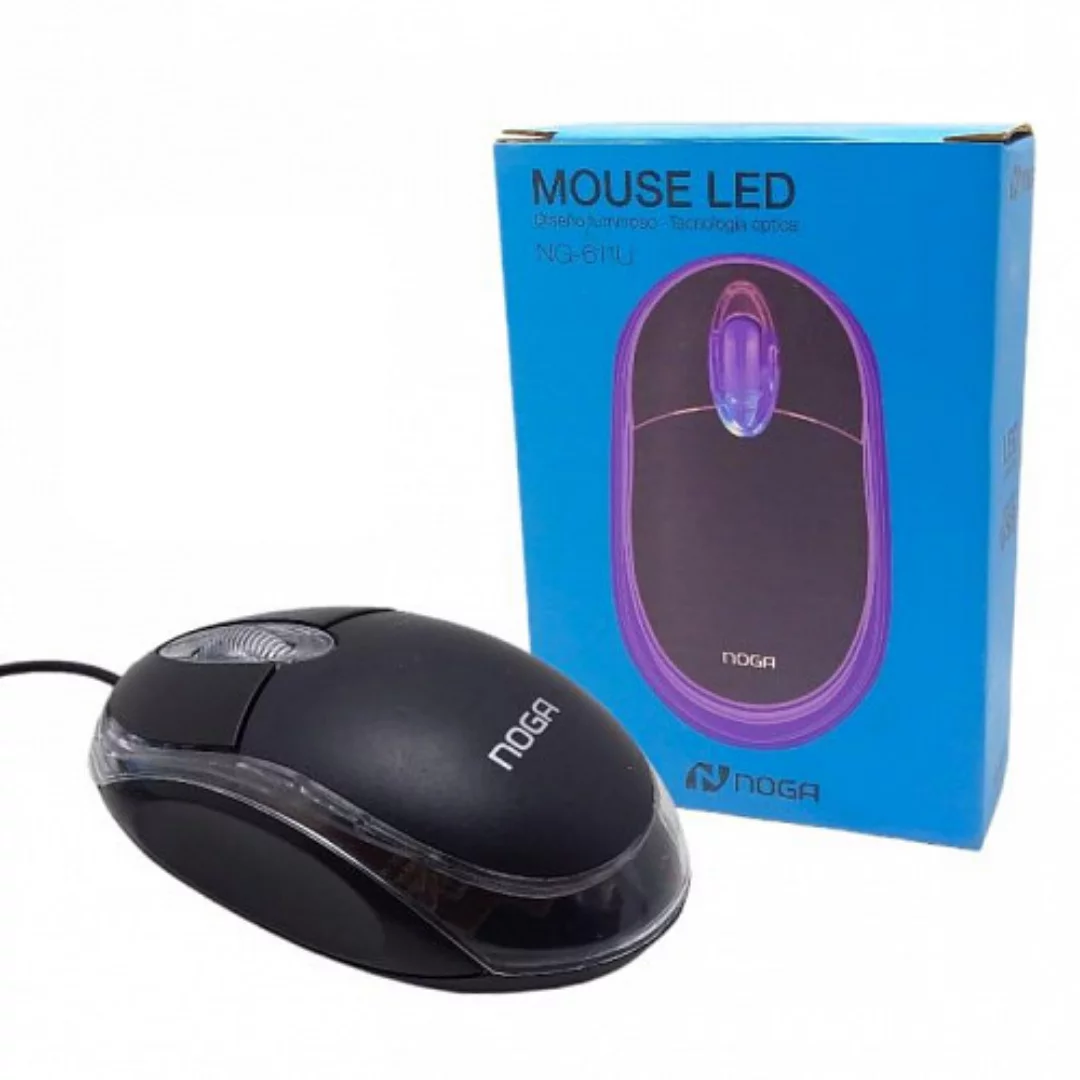 MOUSE LED
Diseño luminoso - Tecnología óptica
NG-611U
NOGA
NOGA
NOGA